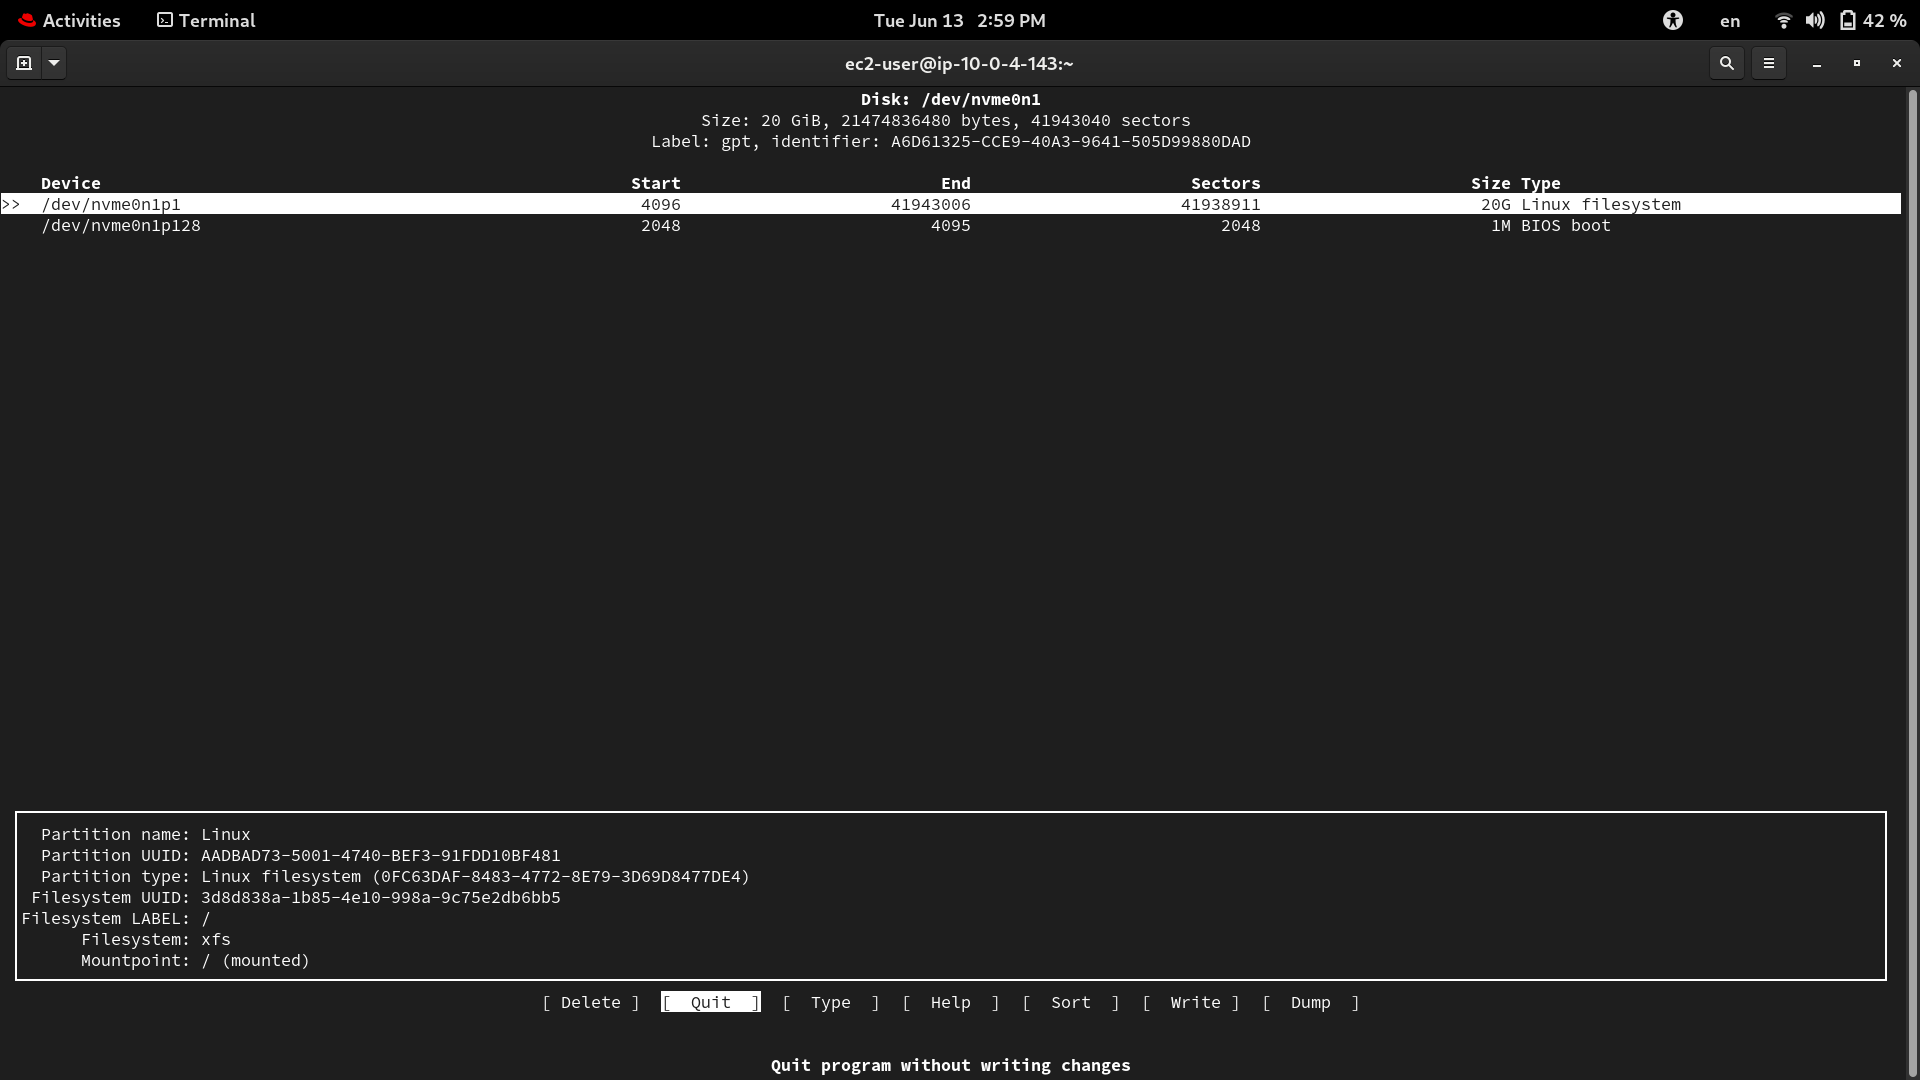 Activities Terminal Tue Jun 13 2:59 PM en 42 %
ec2-user@ip-10-0-4-143:~
Disk: /dev/nvme0n1
Size: 20 GiB, 21474836480 bytes, 41943040 sectors
Label: gpt, identifier: A6D61325-CCE9-40A3-9641-505D99880DAD
Device Start End Sectors Size Type
>> /dev/nvme0n1p1 4096 41943006 41938911 20G Linux filesystem
/dev/nvme0n1p128 2048 4095 2048 1M BIOS boot
Partition name: Linux
Partition UUID: AADBAD73-5001-4740-BEF3-91FDD10BF481
Partition type: Linux filesystem (0FC63DAF-8483-4772-8E79-3D69D8477DE4)
Filesystem UUID: 3d8d838a-1b85-4e10-998a-9c75e2db6bb5
Filesystem LABEL: /
Filesystem: xfs
Mountpoint: / (mounted)
[ Delete ] [ Quit ] [ Type ] [ Help ] [ Sort ] [ Write ] [ Dump ]
Quit program without writing changes